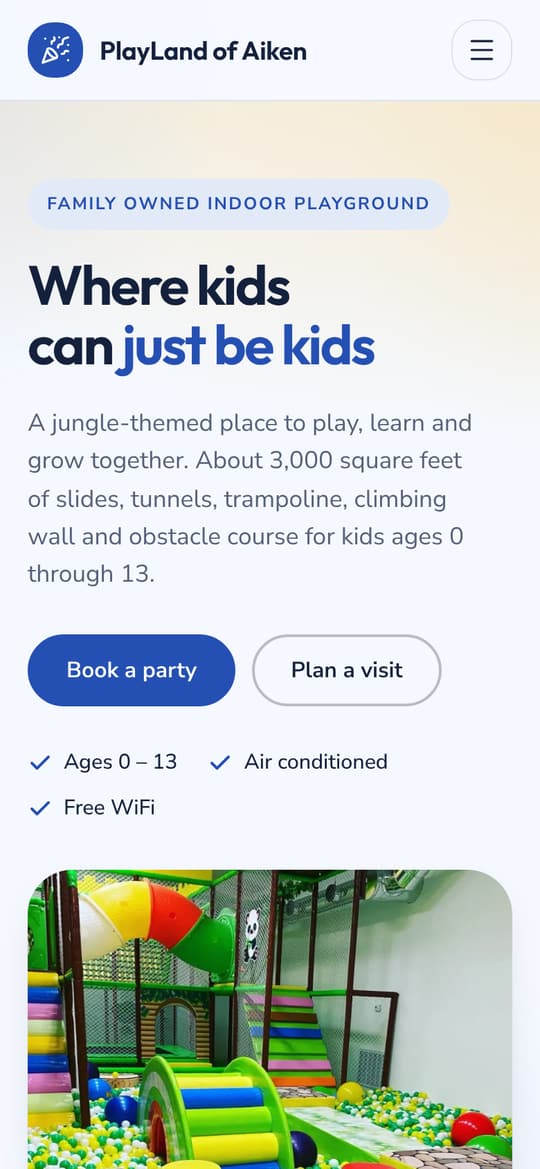 PlayLand of Aiken
FAMILY OWNED INDOOR PLAYGROUND
Where kids
can just be kids
A jungle-themed place to play, learn and
grow together. About 3,000 square feet
of slides, tunnels, trampoline, climbing
wall and obstacle course for kids ages 0
through 13.
Book a party
Plan a visit
Ages 0 – 13
Air conditioned
Free WiFi